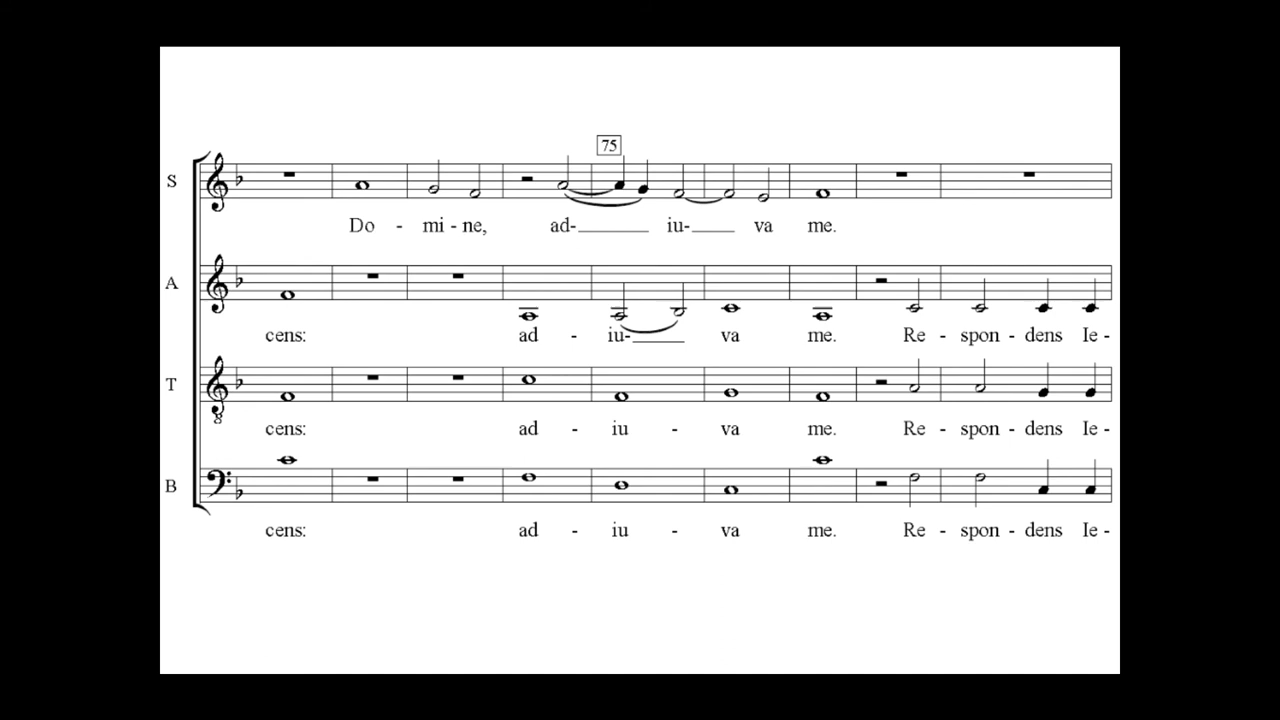 75
S
Do - mi - ne, ad- iu- va me.
A
cens: ad - iu- va me. Re - spon - dens Ie -
T
8
cens: ad - iu - va me. Re - spon - dens Ie -
B
cens: ad - iu - va me. Re - spon - dens Ie -